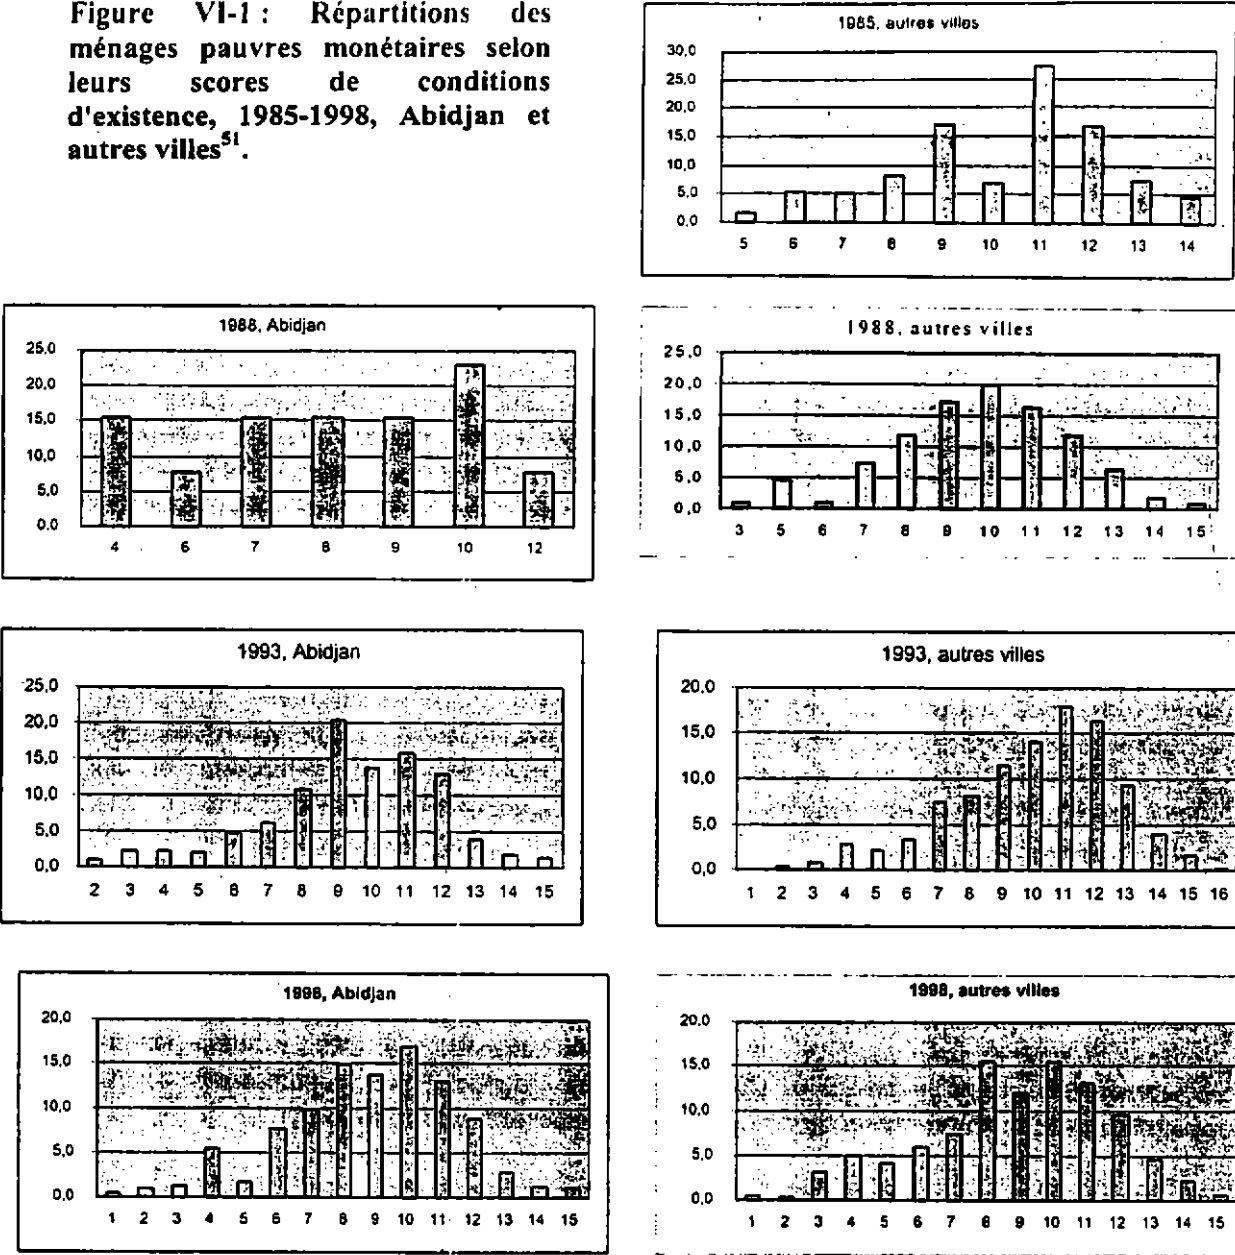 Figure VI-1 : Répartitions des
ménages pauvres monétaires selon
leurs scores de conditions
d'existence, 1985-1998, Abidjan et
autres villes51.
1985, autres villes
30,0
25,0
20,0
15,0
10,0
5,0
0,0
5 6 7 8 9 10 11 12 13 14
1988, Abidjan
25,0
20,0
15,0
10,0
5,0
0,0
4 6 7 8 9 10 12
1988, autres villes
25,0
20,0
15,0
10,0
5,0
0,0
3 5 6 7 8 9 10 11 12 13 14 15
1993, Abidjan
25,0
20,0
15,0
10,0
5,0
0,0
2 3 4 5 6 7 8 9 10 11 12 13 14 15
1993, autres villes
20,0
15,0
10,0
5,0
0,0
1 2 3 4 5 6 7 8 9 10 11 12 13 14 15 16
1998, Abidjan
20,0
15,0
10,0
5,0
0,0
1 2 3 4 5 6 7 8 9 10 11 12 13 14 15
1998, autres villes
20,0
15,0
10,0
5,0
0,0
1 2 3 4 5 6 7 8 9 10 11 12 13 14 15